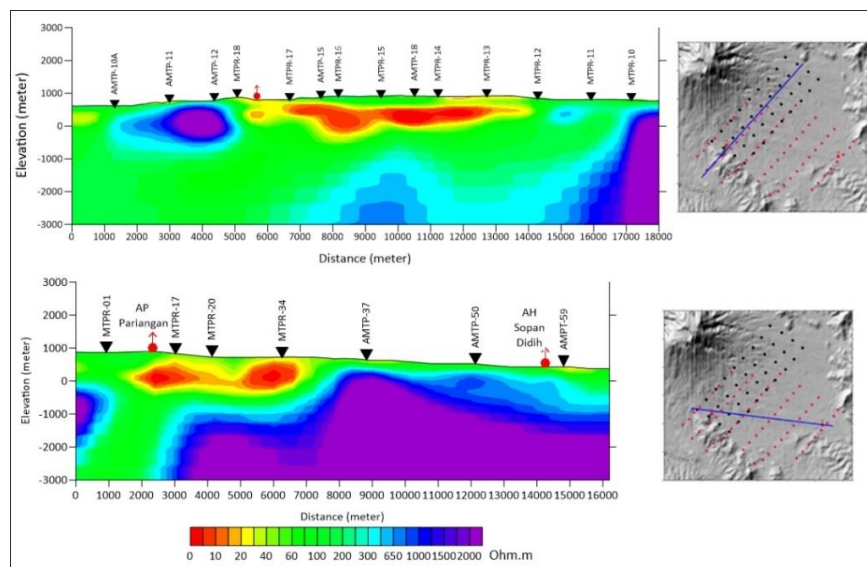 3000
2000
1000
0
-1000
-2000
-3000
Elevation (meter)
AMTP-10A
AMTP-11
AMTP-12
MTPR-18
MTPR-17
AMTP-15
MTPR-16
MTPR-15
AMTP-18
MTPR-14
MTPR-13
MTPR-12
MTPR-11
MTPR-10
0 1000 2000 3000 4000 5000 6000 7000 8000 9000 10000 11000 12000 13000 14000 15000 16000 17000 18000
Distance (meter)
3000
2000
1000
0
-1000
-2000
-3000
Elevation (meter)
MTPR-01
AP
Pariangan
MTPR-17
MTPR-20
MTPR-34
AMTP-37
AMTP-50
AH
Sopan
Didih
AMPT-59
0 1000 2000 3000 4000 5000 6000 7000 8000 9000 10000 11000 12000 13000 14000 15000 16000
Distance (meter)
0 10 20 40 60 100 200 300 650 1000 1500 2000 Ohm.m